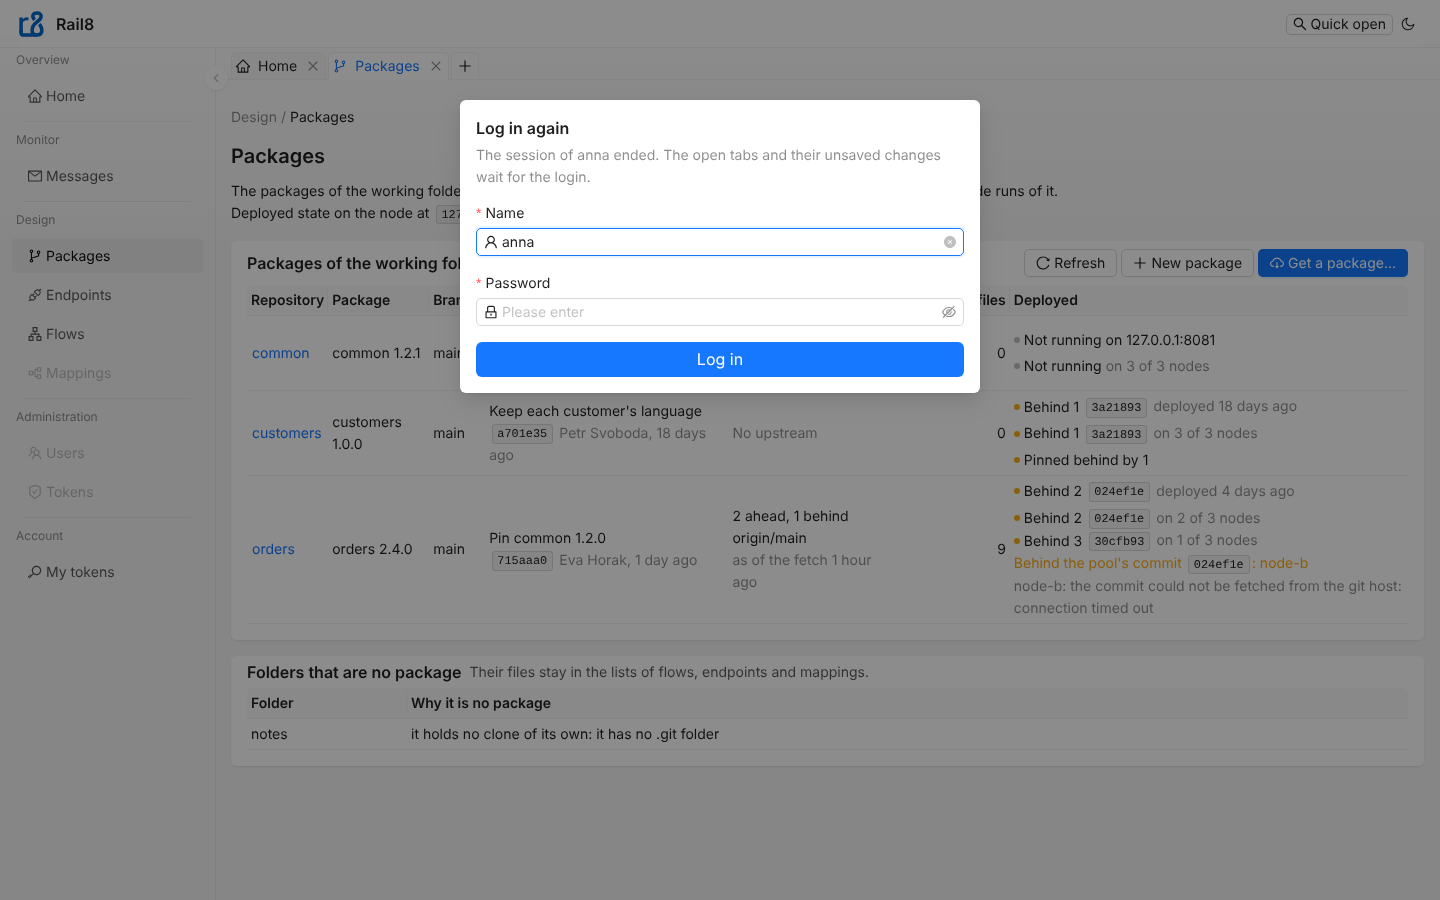 Rail8
Quick open
Overview
Home
Monitor
Messages
Design
Packages
Endpoints
Flows
Mappings
Administration
Users
Tokens
Account
My tokens
Home
Packages
Design / Packages
Packages
The packages of the working folde
de runs of it.
Deployed state on the node at 127
Log in again
The session of anna ended. The open tabs and their unsaved changes
wait for the login.
* Name
anna
* Password
Please enter
Log in
Packages of the working fol
Refresh
New package
Get a package...
Repository Package Bran files Deployed
common common 1.2.1 main 0
Not running on 127.0.0.1:8081
Not running on 3 of 3 nodes
customers customers
1.0.0
main
Keep each customer's language
a701e35 Petr Svoboda, 18 days
ago
No upstream
0
Behind 1 3a21893 deployed 18 days ago
Behind 1 3a21893 on 3 of 3 nodes
Pinned behind by 1
orders orders 2.4.0 main
Pin common 1.2.0
715aaa0 Eva Horak, 1 day ago
2 ahead, 1 behind
origin/main
as of the fetch 1 hour
ago
9
Behind 2 024ef1e deployed 4 days ago
Behind 2 024ef1e on 2 of 3 nodes
Behind 3 30cfb93 on 1 of 3 nodes
Behind the pool's commit 024ef1e : node-b
node-b: the commit could not be fetched from the git host:
connection timed out
Folders that are no package Their files stay in the lists of flows, endpoints and mappings.
Folder Why it is no package
notes it holds no clone of its own: it has no .git folder